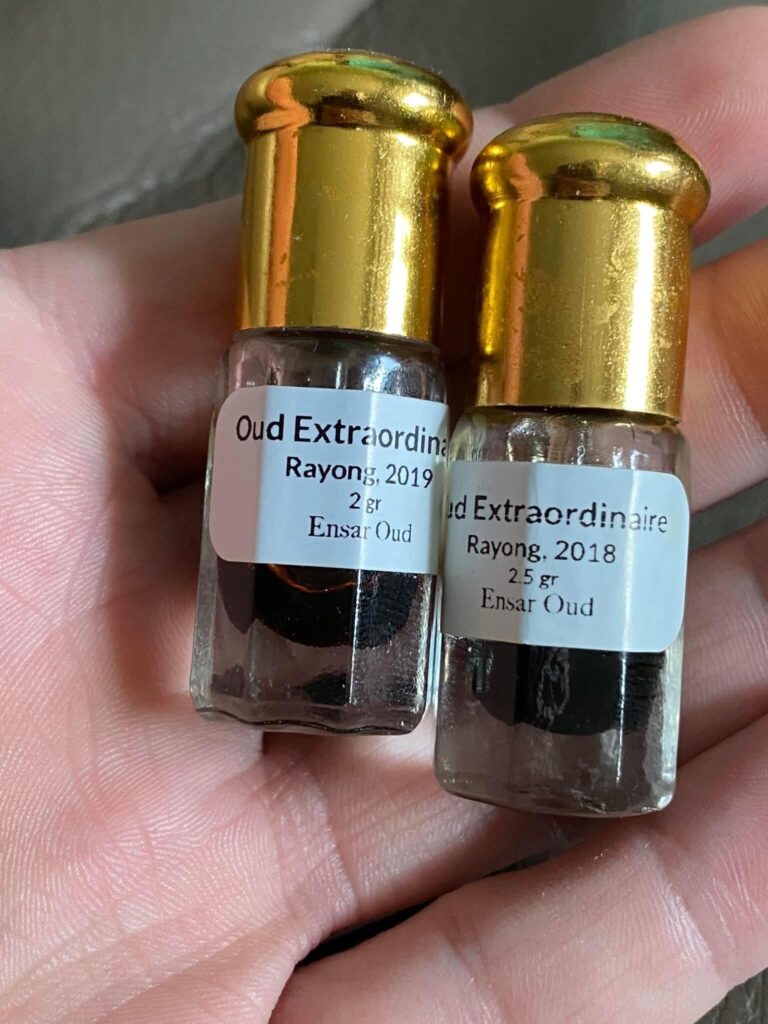 Oud Extraordina
Rayong, 2019
2 gr
Ensar Oud
ud Extraordinaire
Rayong, 2018
2.5 gr
Ensar Oud